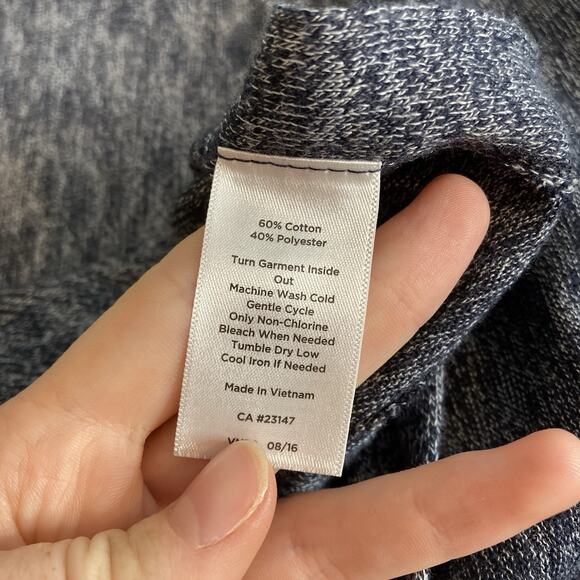 60% Cotton
40% Polyester
Turn Garment Inside
Out
Machine Wash Cold
Gentle Cycle
Only Non-Chlorine
Bleach When Needed
Tumble Dry Low
Cool Iron If Needed
Made In Vietnam
CA #23147
08/16